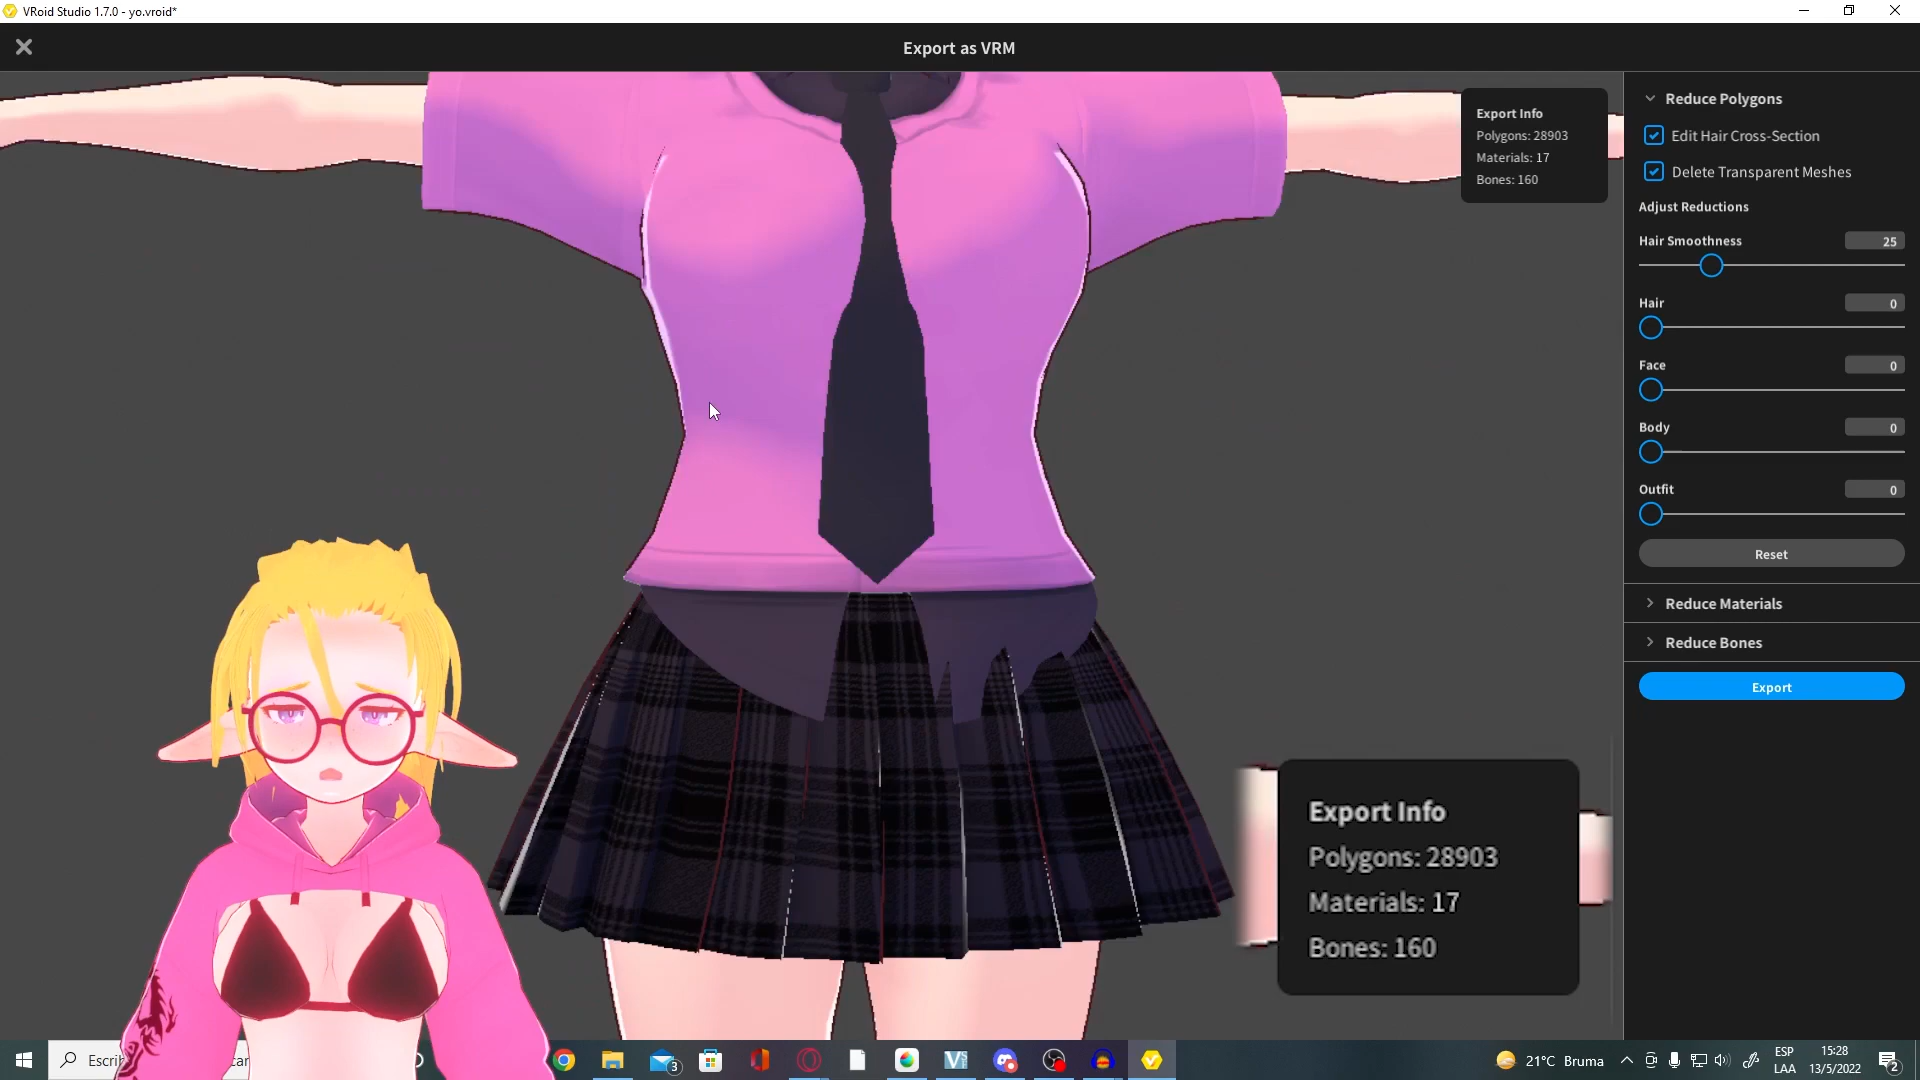 VRoid Studio 1.7.0 - yo.vroid*
Export as VRM
Export Info
Polygons: 28903
Materials: 17
Bones: 160
Reduce Polygons
Edit Hair Cross-Section
Delete Transparent Meshes
Adjust Reductions
Hair Smoothness 25
Hair 0
Face 0
Body 0
Outfit 0
Reset
Reduce Materials
Reduce Bones
Export
Export Info
Polygons: 28903
Materials: 17
Bones: 160
3
21°C Bruma
ESP
LAA
15:28
13/5/2022
2